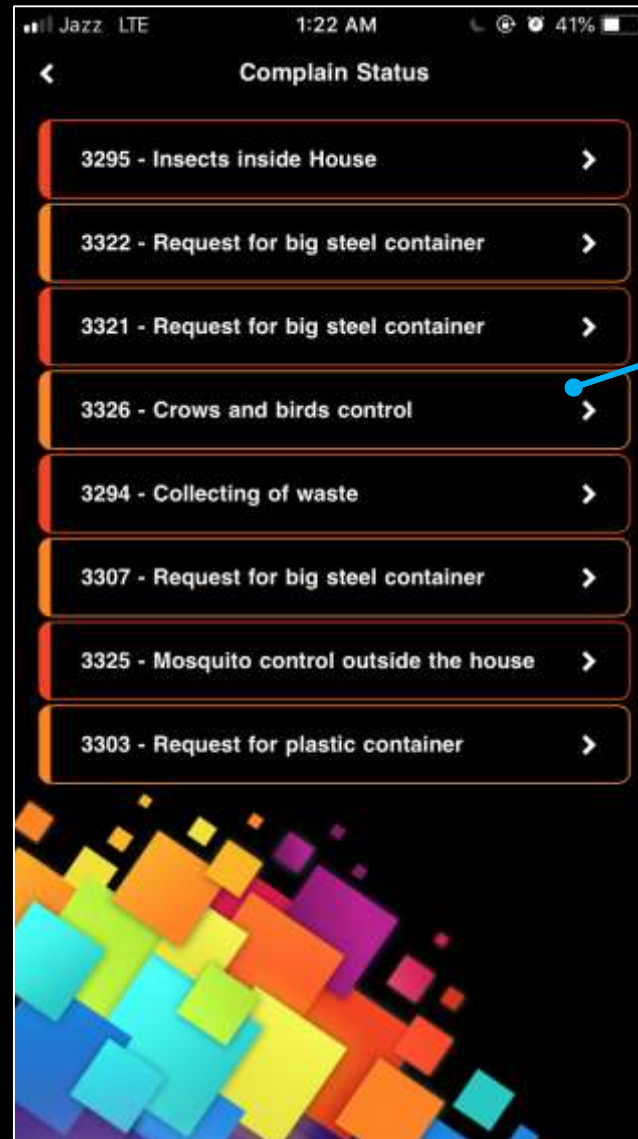 Jazz LTE 1:22 AM 41%
Complain Status
3295 - Insects inside House
3322 - Request for big steel container
3321 - Request for big steel container
3326 - Crows and birds control
3294 - Collecting of waste
3307 - Request for big steel container
3325 - Mosquito control outside the house
3303 - Request for plastic container